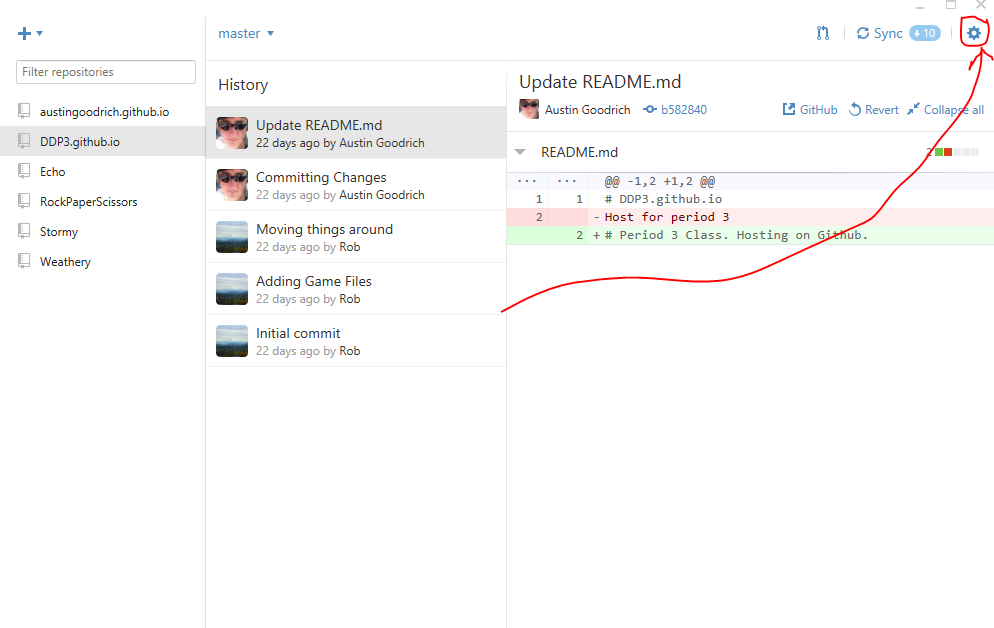 master
Sync 10
Filter repositories
austingoodrich.github.io
DDP3.github.io
Echo
RockPaperScissors
Stormy
Weathery
History
Update README.md
22 days ago by Austin Goodrich
Committing Changes
22 days ago by Austin Goodrich
Moving things around
22 days ago by Rob
Adding Game Files
22 days ago by Rob
Initial commit
22 days ago by Rob
Update README.md
Austin Goodrich b582840 GitHub Revert Collapse all
README.md 2
... ... @@ -1,2 +1,2 @@
1 1 # DDP3.github.io
2 - Host for period 3
2 + # Period 3 Class. Hosting on Github.